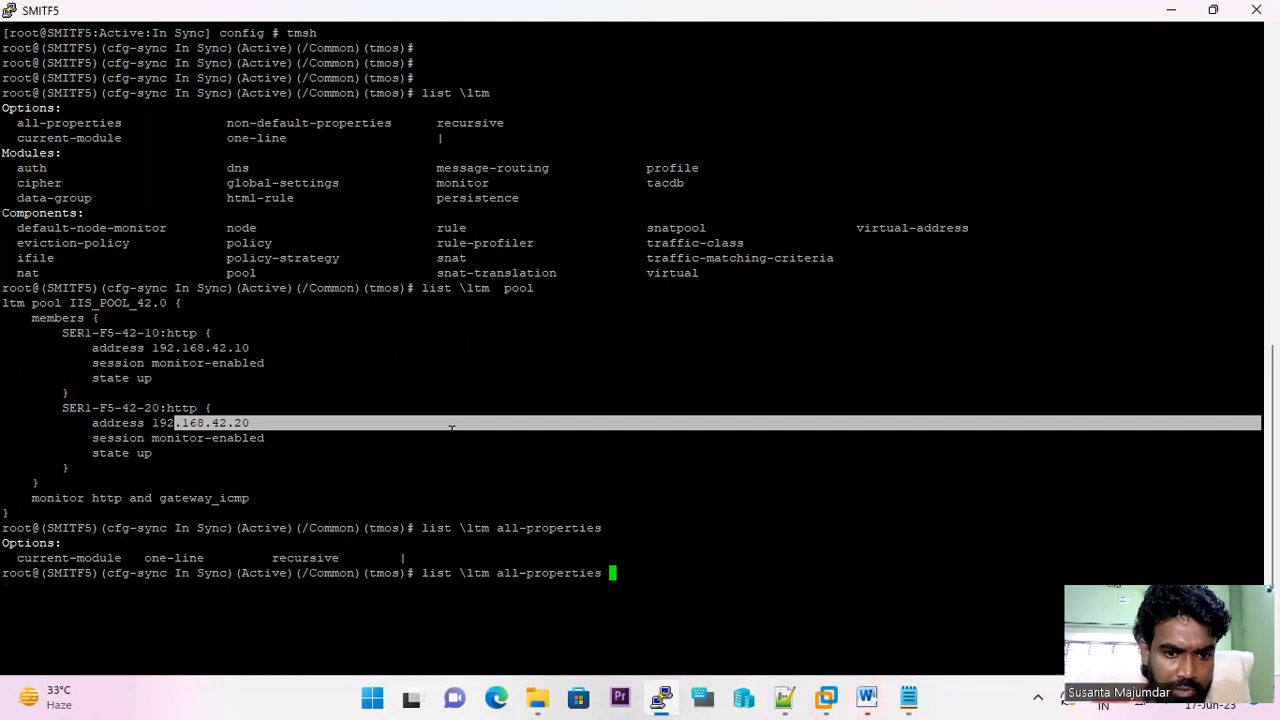 SMITF5
[root@SMITF5:Active:In Sync] config # tmsh
root@(SMITF5)(cfg-sync In Sync)(Active)(/Common)(tmos)#
root@(SMITF5)(cfg-sync In Sync)(Active)(/Common)(tmos)#
root@(SMITF5)(cfg-sync In Sync)(Active)(/Common)(tmos)#
root@(SMITF5)(cfg-sync In Sync)(Active)(/Common)(tmos)# list \ltm
Options:
all-properties non-default-properties recursive
current-module one-line |
Modules:
auth dns message-routing profile
cipher global-settings monitor tacdb
data-group html-rule persistence
Components:
default-node-monitor node rule snatpool virtual-address
eviction-policy policy rule-profiler traffic-class
ifile policy-strategy snat traffic-matching-criteria
nat pool snat-translation virtual
root@(SMITF5)(cfg-sync In Sync)(Active)(/Common)(tmos)# list \ltm pool
ltm pool IIS_POOL_42.0 {
members {
SER1-F5-42-10:http {
address 192.168.42.10
session monitor-enabled
state up
}
SER1-F5-42-20:http {
address 192.168.42.20
session monitor-enabled
state up
}
}
monitor http and gateway_icmp
}
root@(SMITF5)(cfg-sync In Sync)(Active)(/Common)(tmos)# list \ltm all-properties
Options:
current-module one-line recursive |
root@(SMITF5)(cfg-sync In Sync)(Active)(/Common)(tmos)# list \ltm all-properties
Susanta Majumdar
33°C
Haze
Pr
W
IN
17-Jun-23